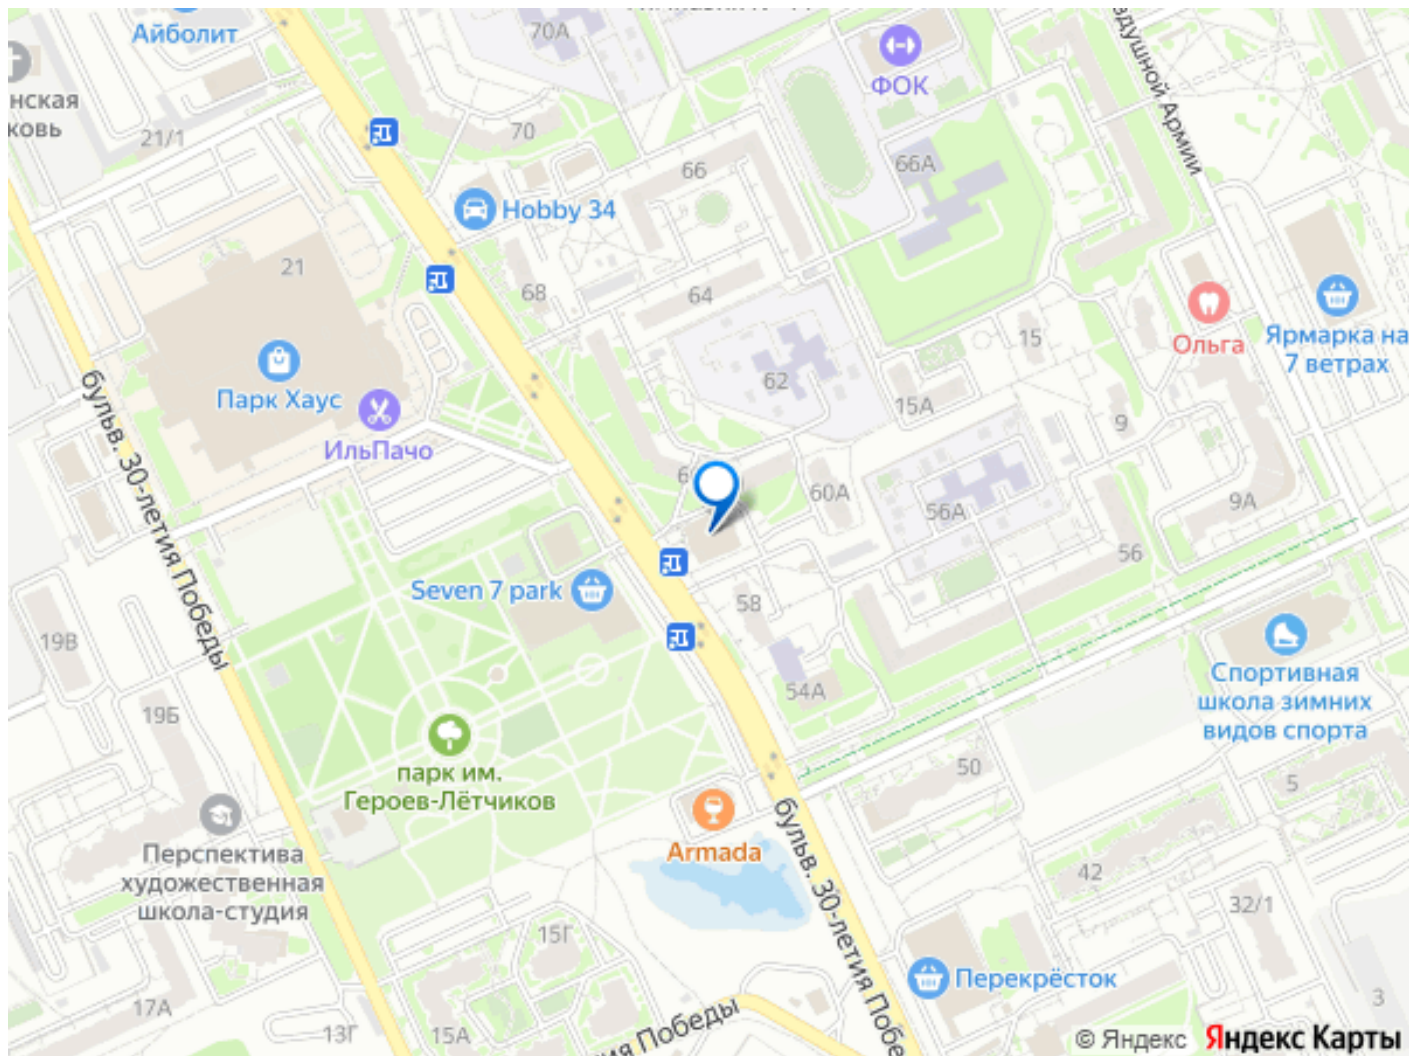 Айболит
70А
ФОК
нская
ковь
21/1
70
66
66А
здушной Армии
Hobby 34
21
68
64
15
Ольга
Ярмарка на
7 ветрах
Парк Хаус
62
15А
9
ИльПачо
бульв. 30-летия Победы
60А
56А
9А
56
Seven 7 park
58
19В
54А
Спортивная
школа зимних
видов спорта
19Б
парк им.
Героев-Лётчиков
50
5
Armada
бульв. 30-летия Побе
Перспектива
художественная
школа-студия
42
32/1
15Г
Перекрёсток
17А
13Г
15А
я Победы
3
© Яндекс Яндекс Карты